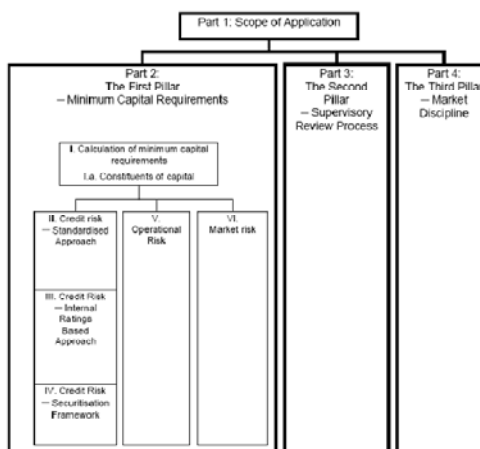 Part 1: Scope of Application
Part 2:
The First Pillar
– Minimum Capital Requirements
Part 3:
The Second
Pillar
– Supervisory
Review Process
Part 4:
The Third Pillar
– Market
Discipline
I. Calculation of minimum capital
requirements
I.a. Constituents of capital
II. Credit risk
– Standardised
Approach
III. Credit Risk
– Internal
Ratings
Based
Approach
IV. Credit Risk
– Securitisation
Framework
V.
Operational
Risk
VI.
Market risk